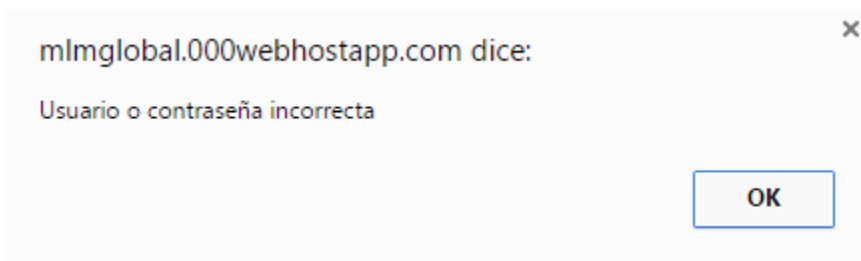 mlmglobal.000webhostapp.com dice:
Usuario o contraseña incorrecta
OK